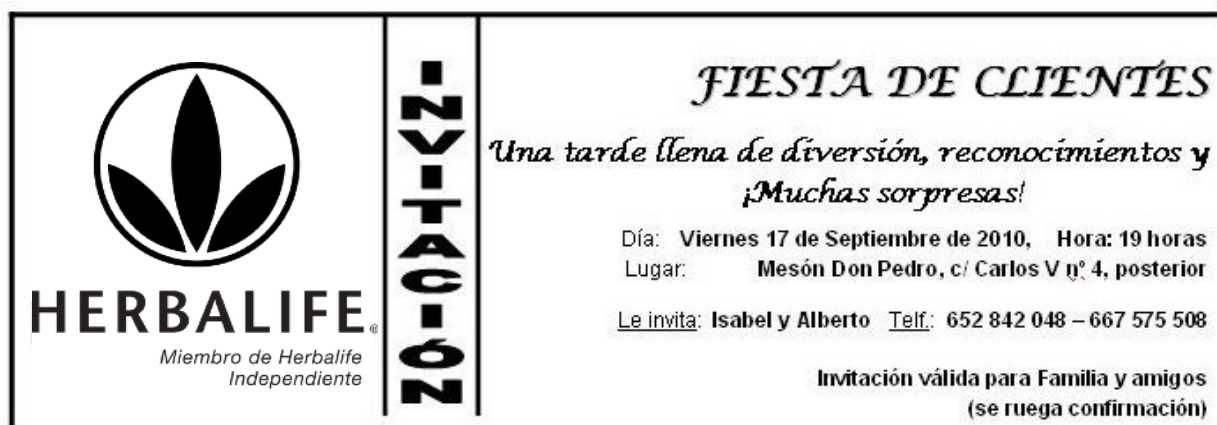 HERBALIFE®
Miembro de Herbalife
Independiente
INVITACIÓN
FIESTA DE CLIENTES
Una tarde llena de diversión, reconocimientos y
¡Muchas sorpresas!
Día: Viernes 17 de Septiembre de 2010, Hora: 19 horas
Lugar: Mesón Don Pedro, c/ Carlos V nº 4, posterior
Le invita: Isabel y Alberto Telf.: 652 842 048 – 667 575 508
Invitación válida para Familia y amigos
(se ruega confirmación)